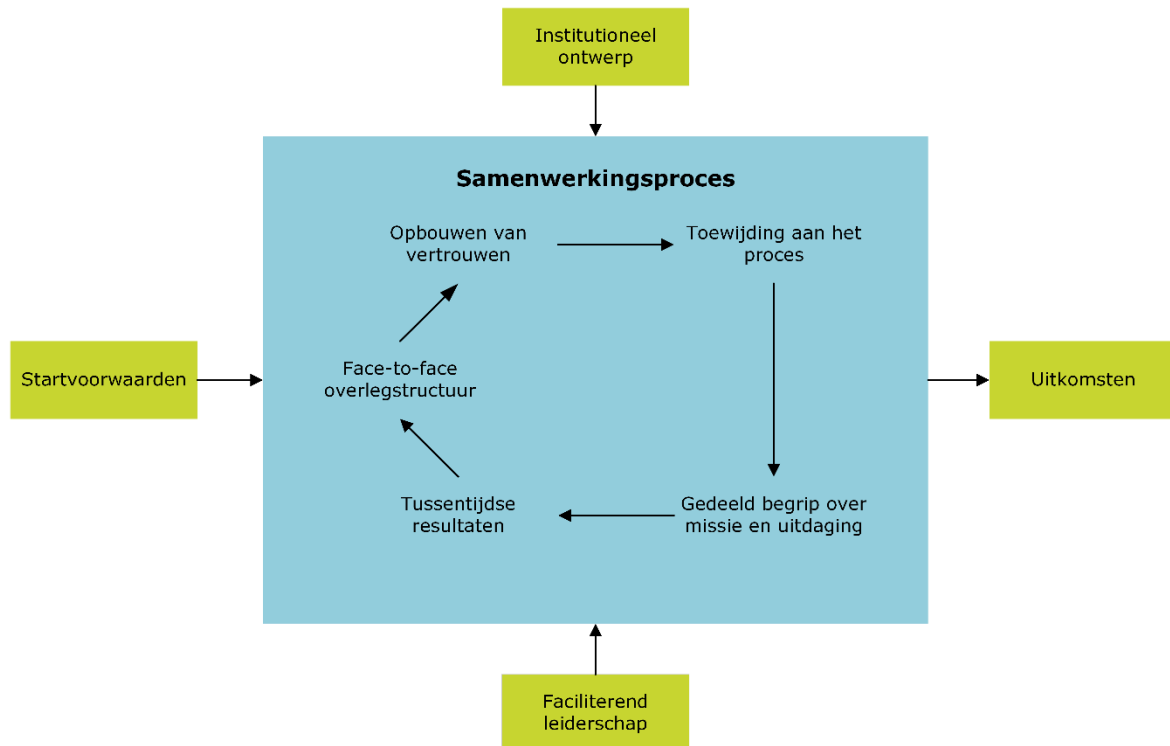 Institutioneel
ontwerp
Samenwerkingsproces
Opbouwen van
vertrouwen
Toewijding aan het
proces
Startvoorwaarden
Face-to-face
overlegstructuur
Uitkomsten
Tussentijdse
resultaten
Gedeeld begrip over
missie en uitdaging
Faciliterend
leiderschap